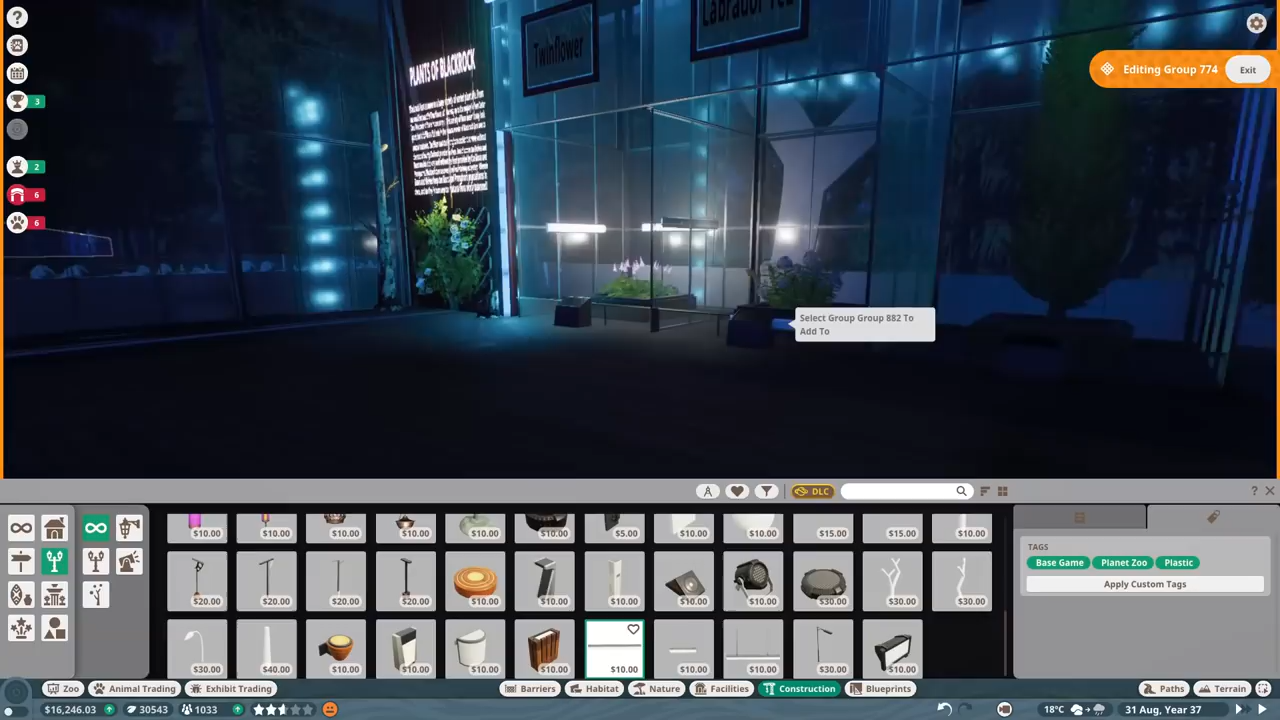 Labrador Tea
Twinflower
PLANTS OF BLACKROCK
Editing Group 774
Exit
3
2
6
6
Select Group Group 882 To
Add To
DLC
?
$10.00 $10.00 $10.00 $10.00 $10.00 $10.00 $5.00 $10.00 $10.00 $15.00 $15.00 $10.00
TAGS
Base Game Planet Zoo Plastic
Apply Custom Tags
$20.00 $20.00 $20.00 $20.00 $10.00 $10.00 $10.00 $10.00 $10.00 $30.00 $30.00 $30.00
$30.00 $40.00 $10.00 $10.00 $10.00 $10.00 $10.00 $10.00 $10.00 $30.00 $10.00
Zoo Animal Trading Exhibit Trading Barriers Habitat Nature Facilities Construction Blueprints Paths Terrain
$16,246.03 30543 1033 18°C 31 Aug, Year 37